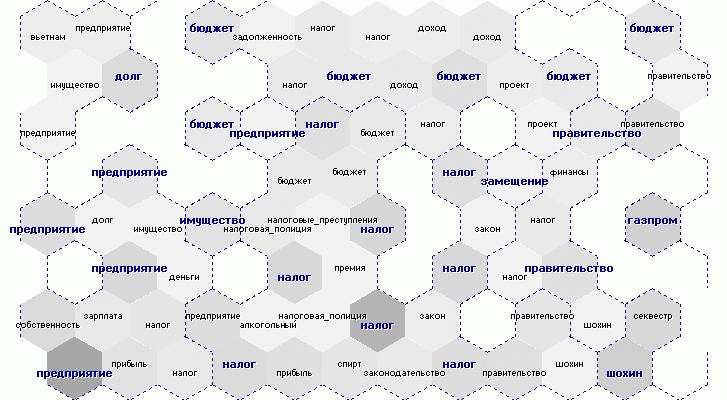 вьетнам предприятие бюджет задолженность налог налог доход доход бюджет
имущество долг налог бюджет доход бюджет проект бюджет правительство
предприятие бюджет предприятие налог бюджет налог проект правительство правительство
предприятие бюджет бюджет налог замещение финансы
предприятие долг имущество имущество налоговая_полиция налоговые_преступления налог закон налог газпром
предприятие деньги налог премия налог налог правительство
собственность зарплата налог предприятие алкогольный налоговая_полиция налог закон правительство шохин секвестр
предприятие прибыль налог налог прибыль спирт законодательство налог правительство шохин шохин